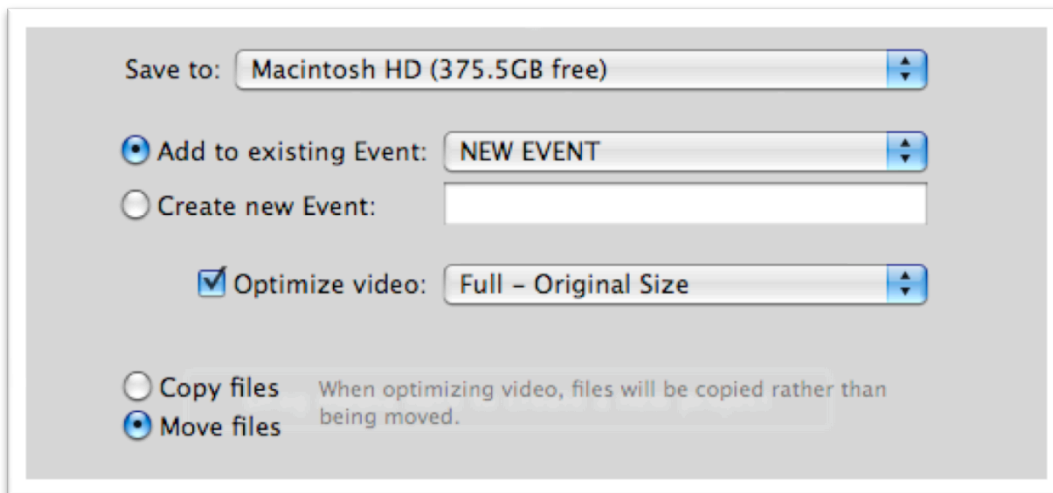 Save to: Macintosh HD (375.5GB free)
Add to existing Event: NEW EVENT
Create new Event:
Optimize video: Full – Original Size
Copy files
When optimizing video, files will be copied rather than
being moved.
Move files